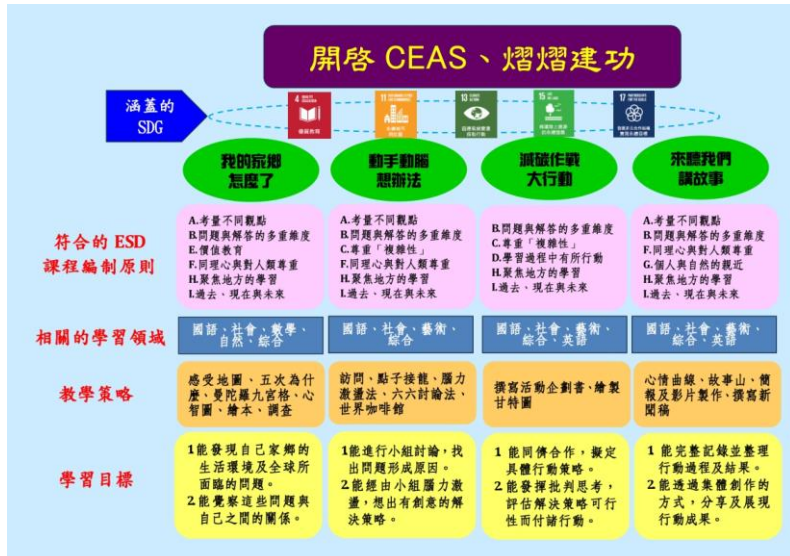 開啟 CEAS、熠熠建功
涵蓋的
SDG
4
優質教育
11
13
15
17
我的家鄉
怎麼了
動手動腦
想辦法
減破作戰
大行動
來聽我們
講故事
符合的 ESD
課程編制原則
A.考量不同觀點
B.問題與解答的多重維度
E.價值教育
F.同理心與對人類尊重
H.聚焦地方的學習
I.過去、現在與未來
A.考量不同觀點
B.問題與解答的多重維度
C.尊重「複雜性」
F.同理心與對人類尊重
H.聚焦地方的學習
I.過去、現在與未來
B.問題與解答的多重維度
C.尊重「複雜性」
D.學習過程中有所行動
H.聚焦地方的學習
I.過去、現在與未來
A.考量不同觀點
B.問題與解答的多重維度
F.同理心與對人類尊重
G.個人與自然的親近
H.聚焦地方的學習
I.過去、現在與未來
相關的學習領域
國語、社會、數學、
自然、綜合
國語、社會、藝術、
綜合
國語、社會、藝術、
綜合、英語
國語、社會、藝術、
綜合、英語
教學策略
感受地圖、五次為什
麼、曼陀羅九宮格、心
智圖、繪本、調查
訪問、點子接龍、腦力
激盪法、六六討論法、
世界咖啡館
撰寫活動企劃書、繪製
甘特圖
心情曲線、故事山、簡
報及影片製作、撰寫新
聞稿
學習目標
1.能發現自己家鄉的
生活環境及全球所
面臨的問題。
2.能覺察這些問題與
自己之間的關係。
1.能進行小組討論，找
出問題形成原因。
2.能經由小組腦力激
盪，想出有創意的解
決策略。
1. 能同儕合作，擬定
具體行動策略。
2. 能發揮批判思考，
評估解決策略可行
性而付諸行動。
1. 能完整記錄並整理
行動過程及結果。
2. 能透過集體創作的
方式，分享及展現
行動成果。